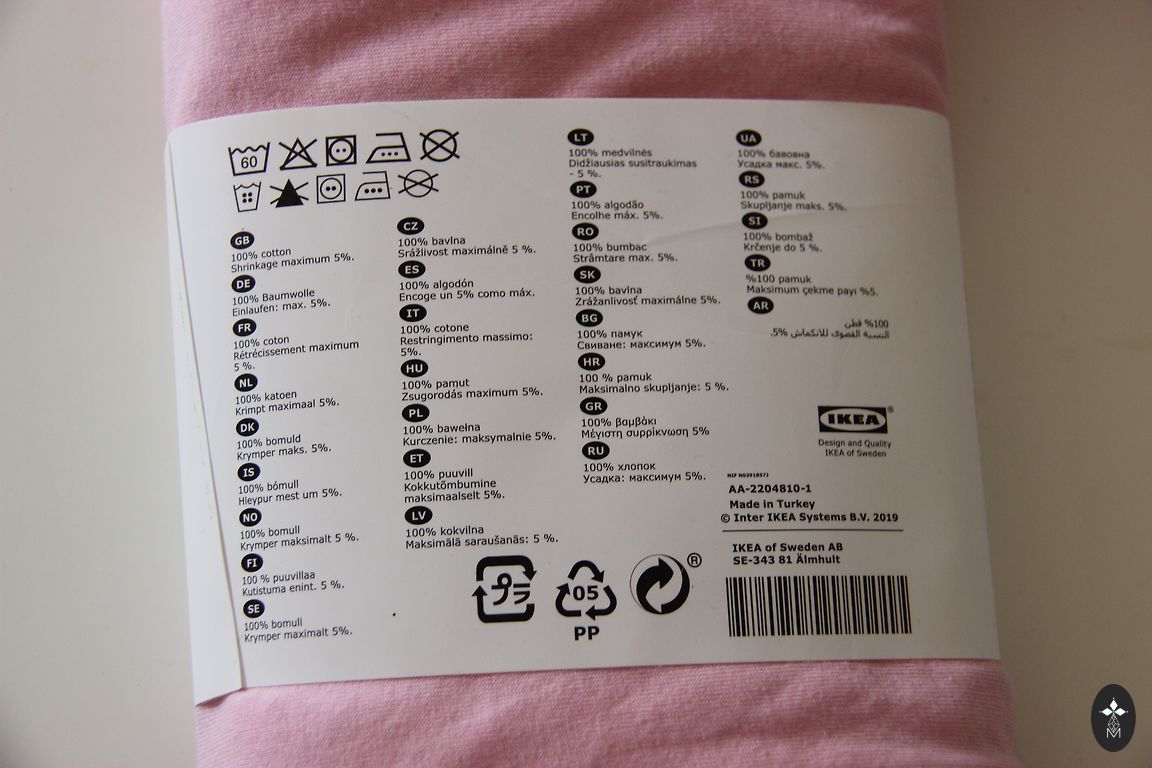 60
GB
100% cotton
Shrinkage maximum 5%.
DE
100% Baumwolle
Einlaufen: max. 5%.
FR
100% coton
Rétrécissement maximum
5 %.
NL
100% katoen
Krimpt maximaal 5%.
DK
100% bomuld
Krymper maks. 5%.
IS
100% bómull
Hleypur mest um 5%.
NO
100% bomull
Krymper maksimalt 5 %.
FI
100 % puuvillaa
Kutistuma enint. 5 %.
SE
100% bomull
Krymper maximalt 5%.
CZ
100% bavlna
Srážlivost maximálně 5 %.
ES
100% algodón
Encoge un 5% como máx.
IT
100% cotone
Restringimento massimo:
5%.
HU
100% pamut
Zsugorodás maximum 5%.
PL
100% bawełna
Kurczenie: maksymalnie 5%.
ET
100% puuvill
Kokkutõmbumine
maksimaalselt 5%.
LV
100% kokvilna
Maksimālā saraušanās: 5 %.
LT
100% medvilnės
Didžiausias susitraukimas
- 5 %.
PT
100% algodão
Encolhe máx. 5%.
RO
100% bumbac
Strâmtare max. 5%.
SK
100% bavlna
Zrážanlivosť maximálne 5%.
BG
100% памук
Свиване: максимум 5%.
HR
100 % pamuk
Maksimalno skupljanje: 5 %.
GR
100% βαμβάκι
Μέγιστη συρρίκνωση 5%
RU
100% хлопок
Усадка: максимум 5%.
UA
100% бавовна
Усадка макс. 5%.
RS
100% pamuk
Skupljanje maks. 5%.
SI
100% bombaž
Krčenje do 5 %.
TR
%100 pamuk
Maksimum çekme payı %5.
AR
100% قطن
النسبة القصوى للانكماش 5%.
IKEA®
Design and Quality
IKEA of Sweden
AA-2204810-1
Made in Turkey
© Inter IKEA Systems B.V. 2019
IKEA of Sweden AB
SE-343 81 Älmhult
プラ
05
PP
®
M